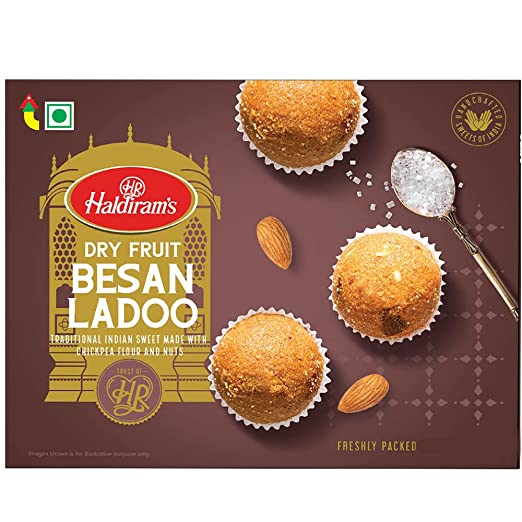 HANDCRAFTED
SWEETS OF INDIA
HR
Haldiram's
DRY FRUIT
BESAN
LADOO
TRADITIONAL INDIAN SWEET MADE WITH
CHICKPEA FLOUR AND NUTS
TRUST OF
HR
FRESHLY PACKED
Images shown is for illustrative purpose only.